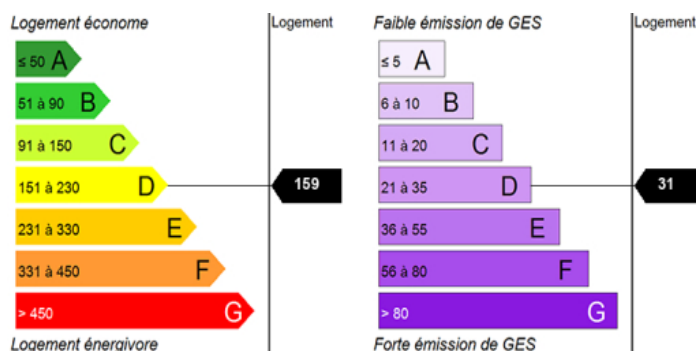 Logement économe
Logement
≤ 50 A
51 à 90 B
91 à 150 C
151 à 230 D
159
231 à 330 E
331 à 450 F
> 450 G
Logement énergivore
Faible émission de GES
Logement
≤ 5 A
6 à 10 B
11 à 20 C
21 à 35 D
31
36 à 55 E
56 à 80 F
> 80 G
Forte émission de GES